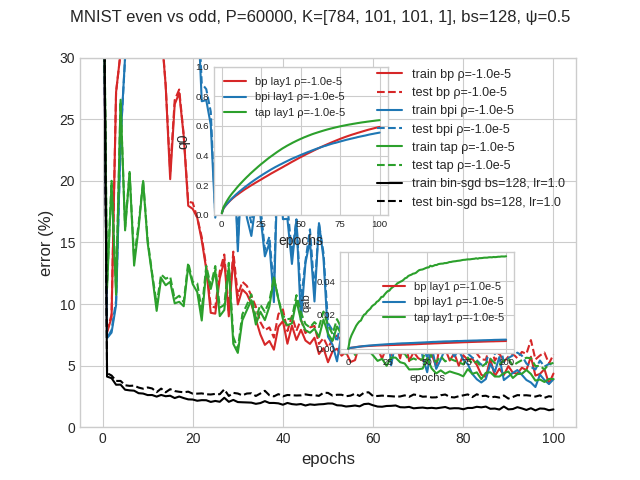 MNIST even vs odd, P=60000, K=[784, 101, 101, 1], bs=128, ψ=0.5
error (%)
30
25
20
15
10
5
0
0
20
40
60
80
100
epochs
train bp ρ=-1.0e-5
test bp ρ=-1.0e-5
train bpi ρ=-1.0e-5
test bpi ρ=-1.0e-5
train tap ρ=-1.0e-5
test tap ρ=-1.0e-5
train bin-sgd bs=128, lr=1.0
test bin-sgd bs=128, lr=1.0
1.0
0.8
0.6
0.4
0.2
0.0
0
25
50
75
100
epochs
bp lay1 ρ=-1.0e-5
bpi lay1 ρ=-1.0e-5
tap lay1 ρ=-1.0e-5
0.04
0.02
0.00
0
50
100
150
200
epochs
bp lay1 ρ=-1.0e-5
bpi lay1 ρ=-1.0e-5
tap lay1 ρ=-1.0e-5